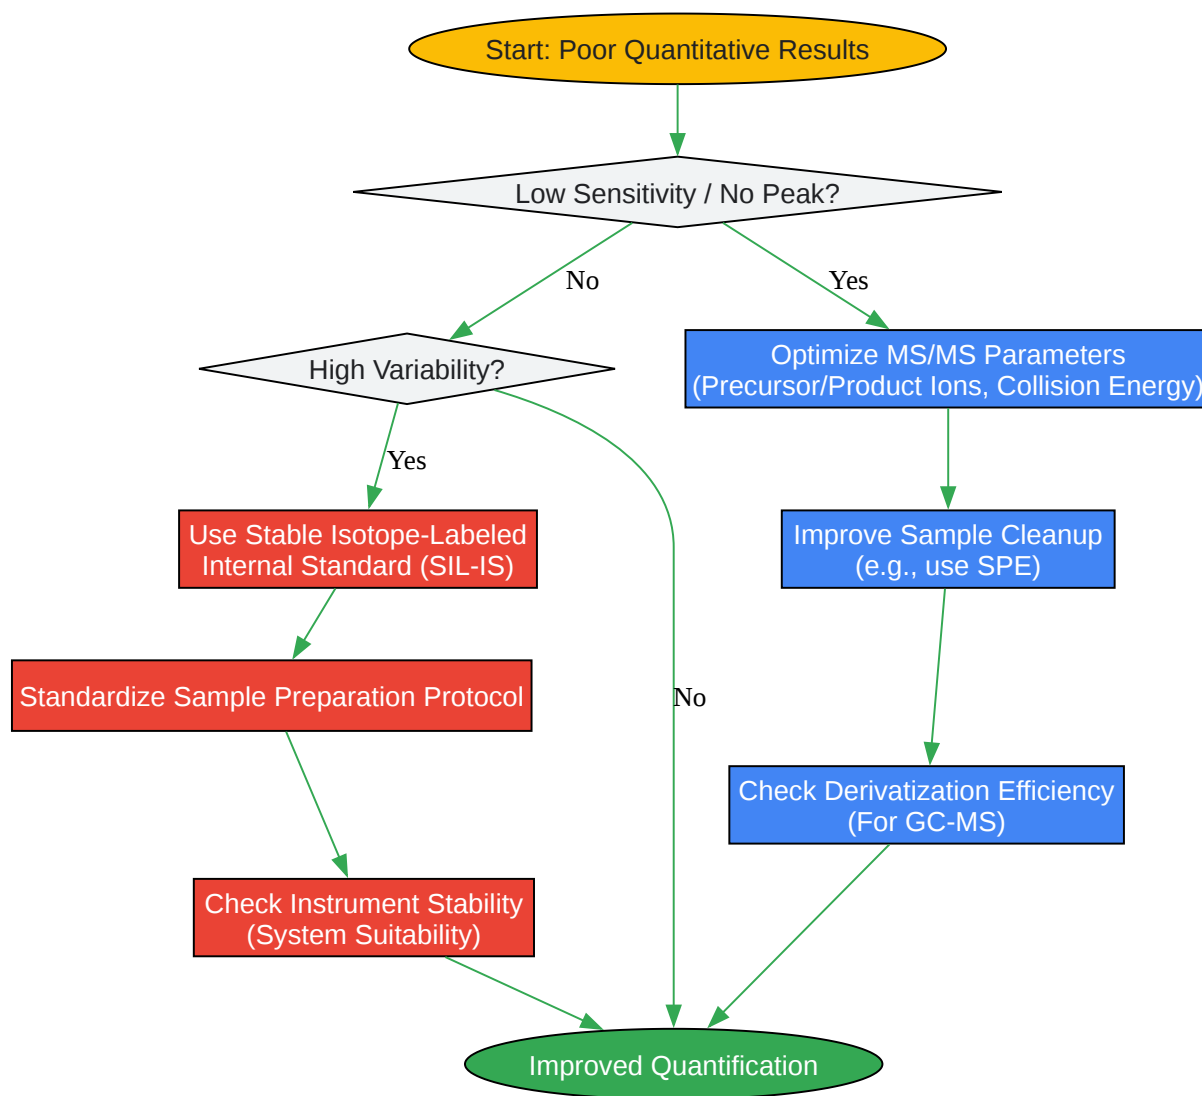 Start: Poor Quantitative Results
Low Sensitivity / No Peak?
No
Yes
High Variability?
Optimize MS/MS Parameters
(Precursor/Product Ions, Collision Energy)
Yes
Use Stable Isotope-Labeled
Internal Standard (SIL-IS)
Improve Sample Cleanup
(e.g., use SPE)
Standardize Sample Preparation Protocol
No
Check Derivatization Efficiency
(For GC-MS)
Check Instrument Stability
(System Suitability)
Improved Quantification